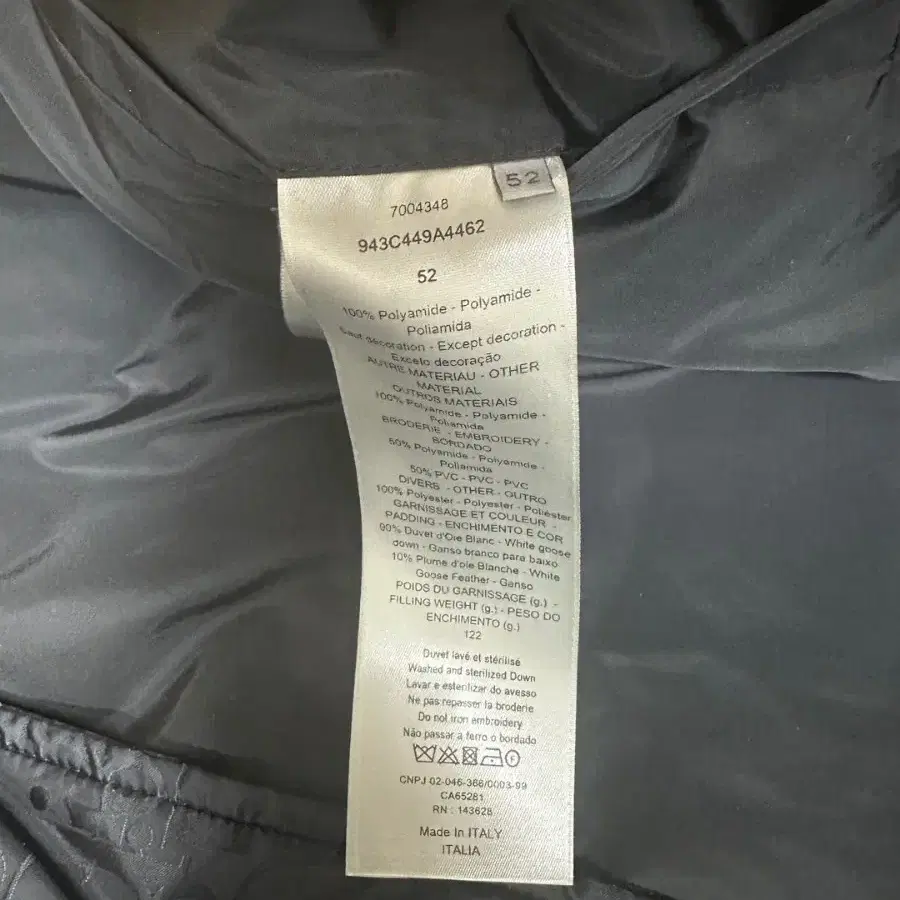 52
7004348
943C449A4462
52
100% Polyamide - Polyamide -
Poliamida
Sauf décoration - Except decoration -
Exceto decoração
AUTRE MATERIAU - OTHER
MATERIAL
OUTROS MATERIAIS
100% Polyamide - Polyamide -
Poliamida
BRODERIE - EMBROIDERY -
BORDADO
50% Polyamide - Polyamide -
Poliamida
50% PVC - PVC - PVC
DIVERS - OTHER - OUTRO
100% Polyester - Polyester - Poliéster
GARNISSAGE ET COULEUR -
PADDING - ENCHIMENTO E COR
90% Duvet d'Oie Blanc - White goose
down - Ganso branco para baixo
10% Plume d'oie Blanche - White
Goose Feather - Ganso
POIDS DU GARNISSAGE (g.) -
FILLING WEIGHT (g.) - PESO DO
ENCHIMENTO (g.)
122
Duvet lavé et stérilisé
Washed and sterilized Down
Lavar e esterilizar do avesso
Ne pas repasser la broderie
Do not iron embroidery
Não passar a ferro o bordado
F
CNPJ 02-046-366/0003-99
CA65281
RN : 143628
Made In ITALY
ITALIA